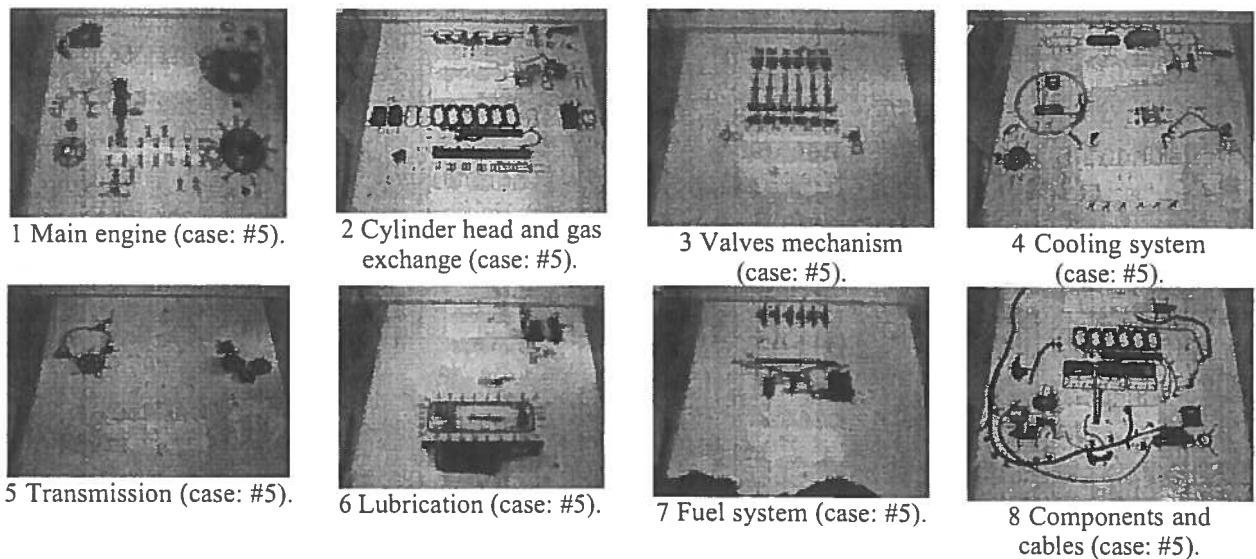 1 Main engine (case: #5).
2 Cylinder head and gas
exchange (case: #5).
3 Valves mechanism
(case: #5).
4 Cooling system
(case: #5).
5 Transmission (case: #5).
6 Lubrication (case: #5).
7 Fuel system (case: #5).
8 Components and
cables (case: #5).